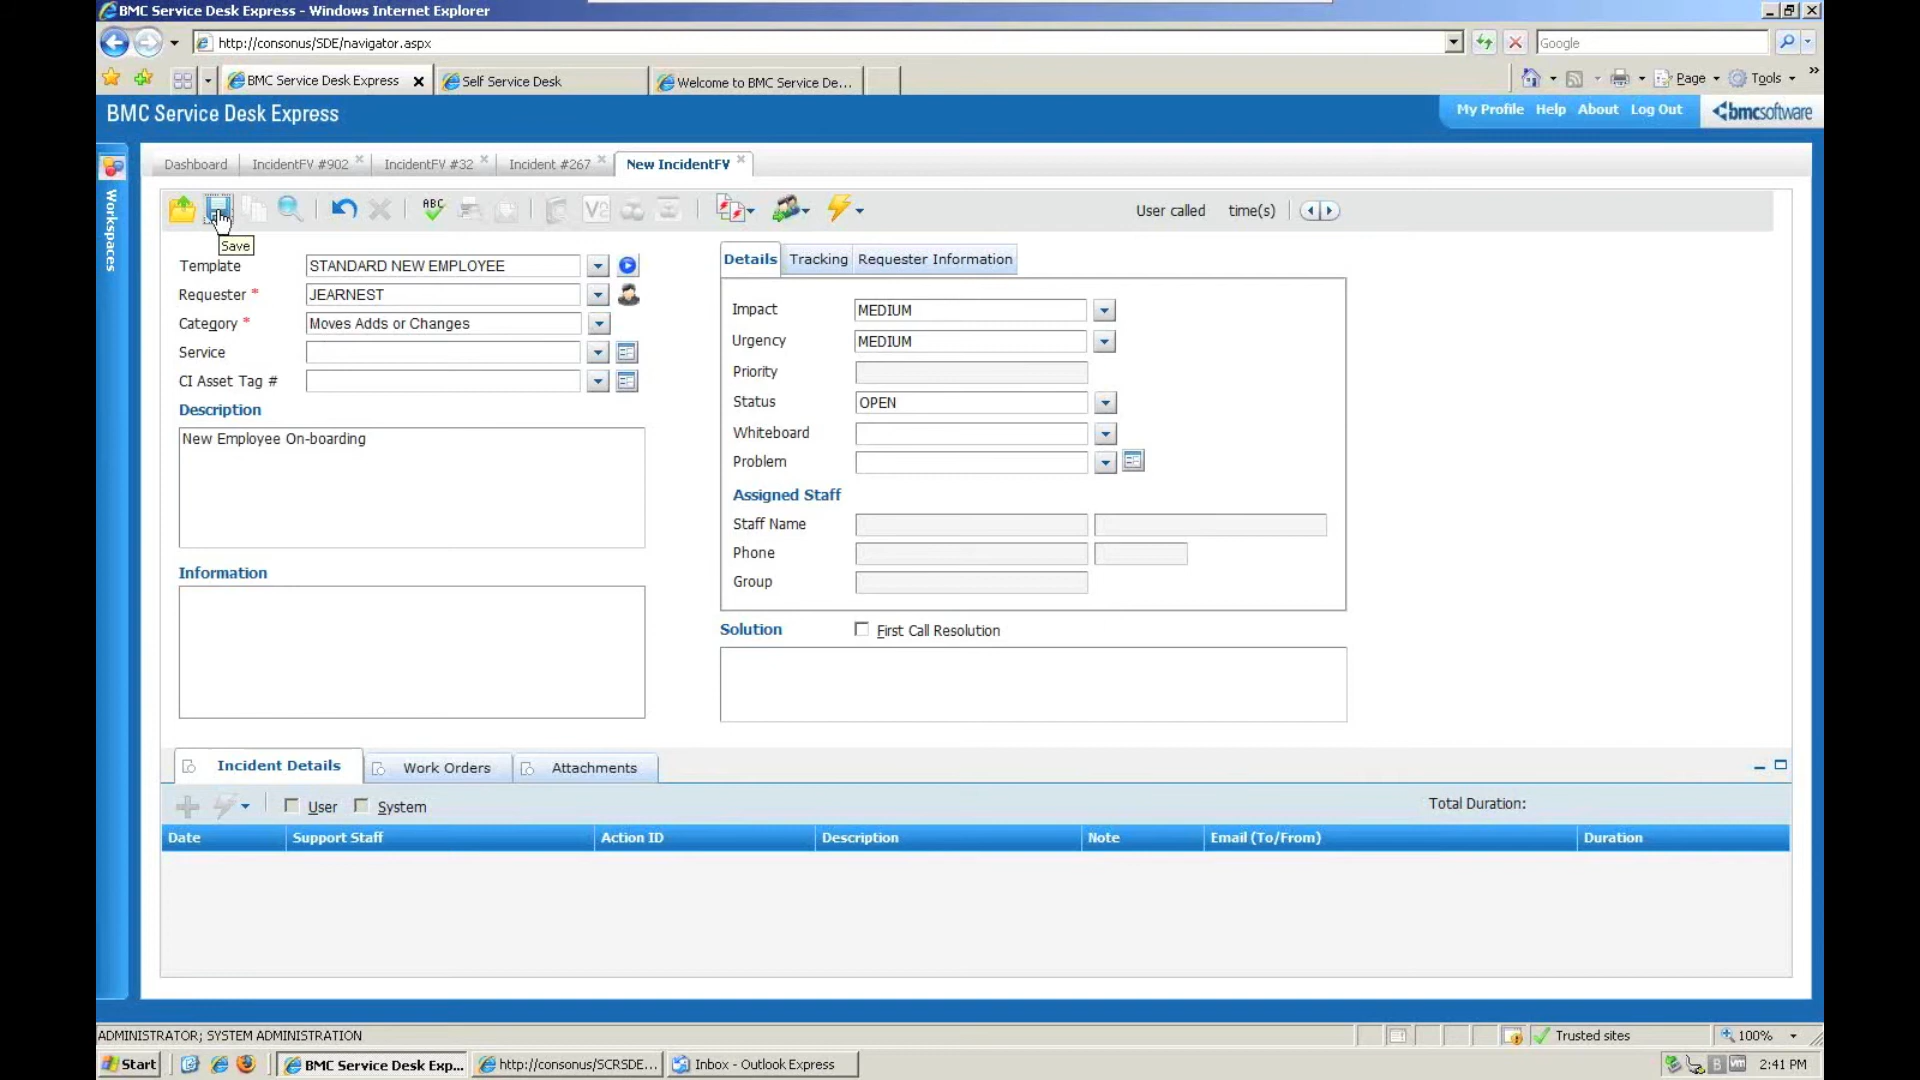 BMC Service Desk Express - Windows Internet Explorer
http://consonus/SDE/navigator.aspx
Google
BMC Service Desk Express
Self Service Desk
Welcome to BMC Service De...
Page
Tools
BMC Service Desk Express
My Profile
Help
About
Log Out
bmcsoftware
Workspaces
Dashboard
IncidentFV #902
IncidentFV #32
Incident #267
New IncidentFV
ABC
V2
User called
time(s)
Save
Template
STANDARD NEW EMPLOYEE
Requester *
JEARNEST
Category *
Moves Adds or Changes
Service
CI Asset Tag #
Description
New Employee On-boarding
Information
Details
Tracking
Requester Information
Impact
MEDIUM
Urgency
MEDIUM
Priority
Status
OPEN
Whiteboard
Problem
Assigned Staff
Staff Name
Phone
Group
Solution
First Call Resolution
Incident Details
Work Orders
Attachments
User
System
Total Duration:
Date
Support Staff
Action ID
Description
Note
Email (To/From)
Duration
ADMINISTRATOR; SYSTEM ADMINISTRATION
Trusted sites
100%
Start
BMC Service Desk Exp...
http://consonus/SCRSDE...
Inbox - Outlook Express
2:41 PM